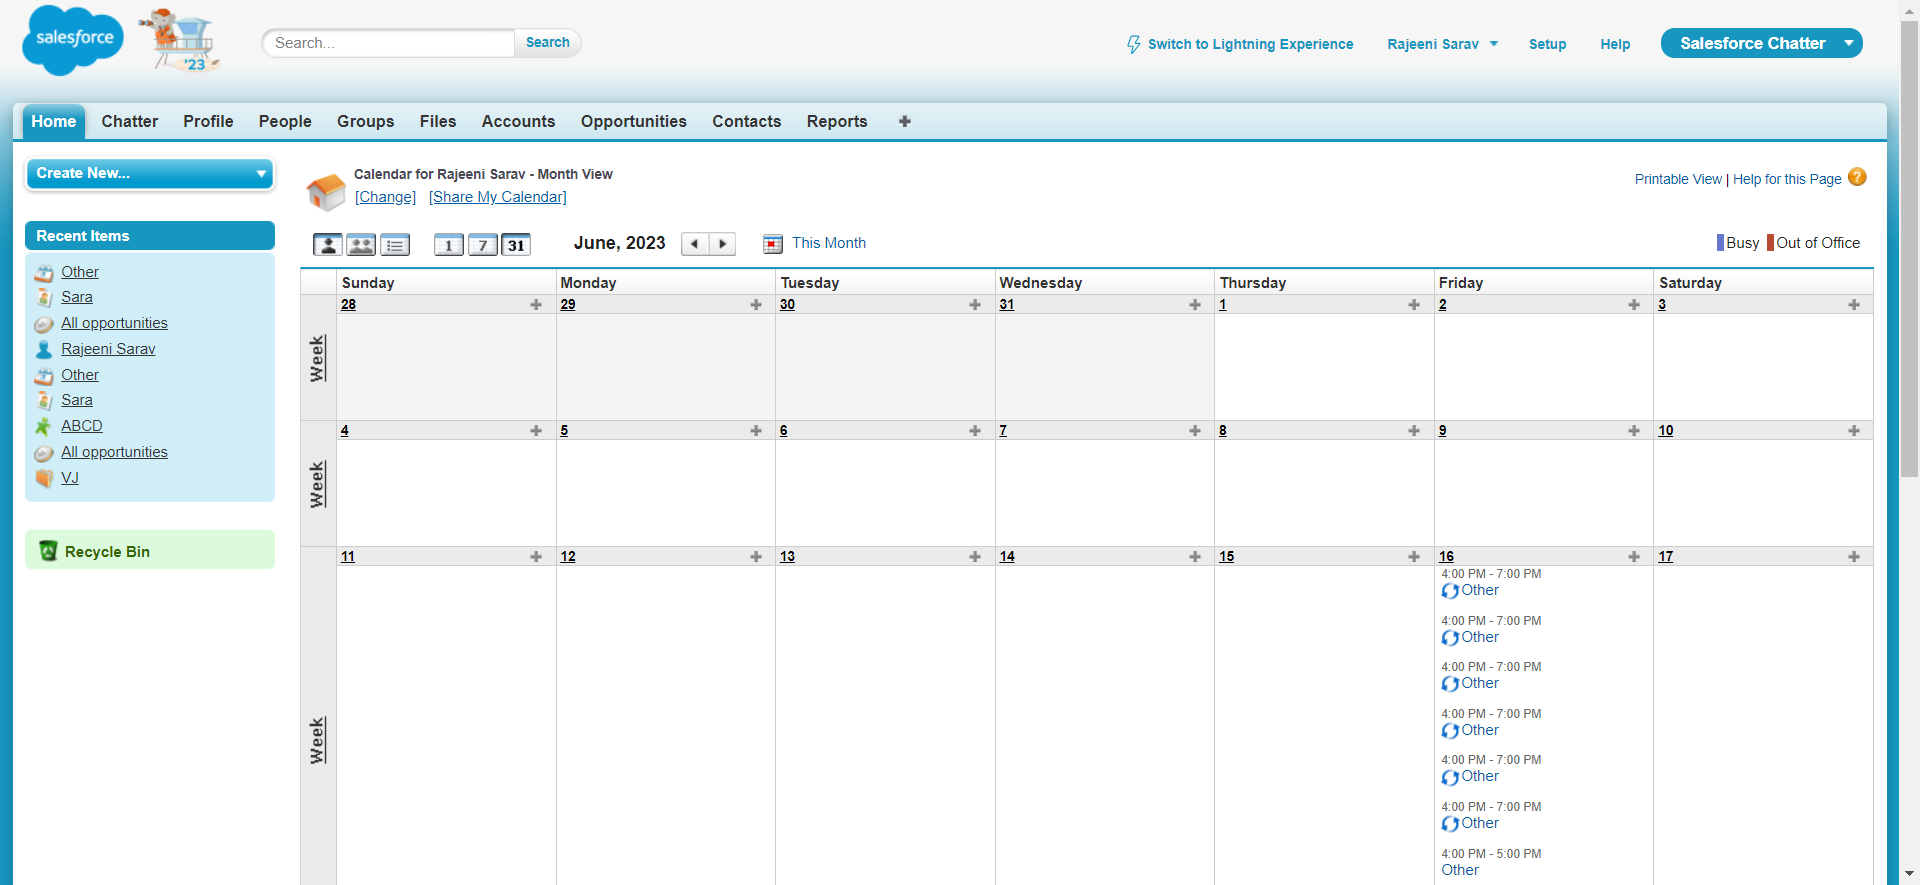 salesforce
'23
Search...
Search
Switch to Lightning Experience
Rajeeni Sarav
Setup
Help
Salesforce Chatter
Home
Chatter
Profile
People
Groups
Files
Accounts
Opportunities
Contacts
Reports
Create New...
Recent Items
Other
Sara
All opportunities
Rajeeni Sarav
Other
Sara
ABCD
All opportunities
VJ
Recycle Bin
Calendar for Rajeeni Sarav - Month View
[Change] [Share My Calendar]
Printable View | Help for this Page ?
1 7 31
June, 2023
This Month
Busy Out of Office
Sunday Monday Tuesday Wednesday Thursday Friday Saturday
28 29 30 31 1 2 3
Week
4 5 6 7 8 9 10
Week
11 12 13 14 15 16 17
Week
4:00 PM - 7:00 PM
Other
4:00 PM - 7:00 PM
Other
4:00 PM - 7:00 PM
Other
4:00 PM - 7:00 PM
Other
4:00 PM - 7:00 PM
Other
4:00 PM - 7:00 PM
Other
4:00 PM - 5:00 PM
Other